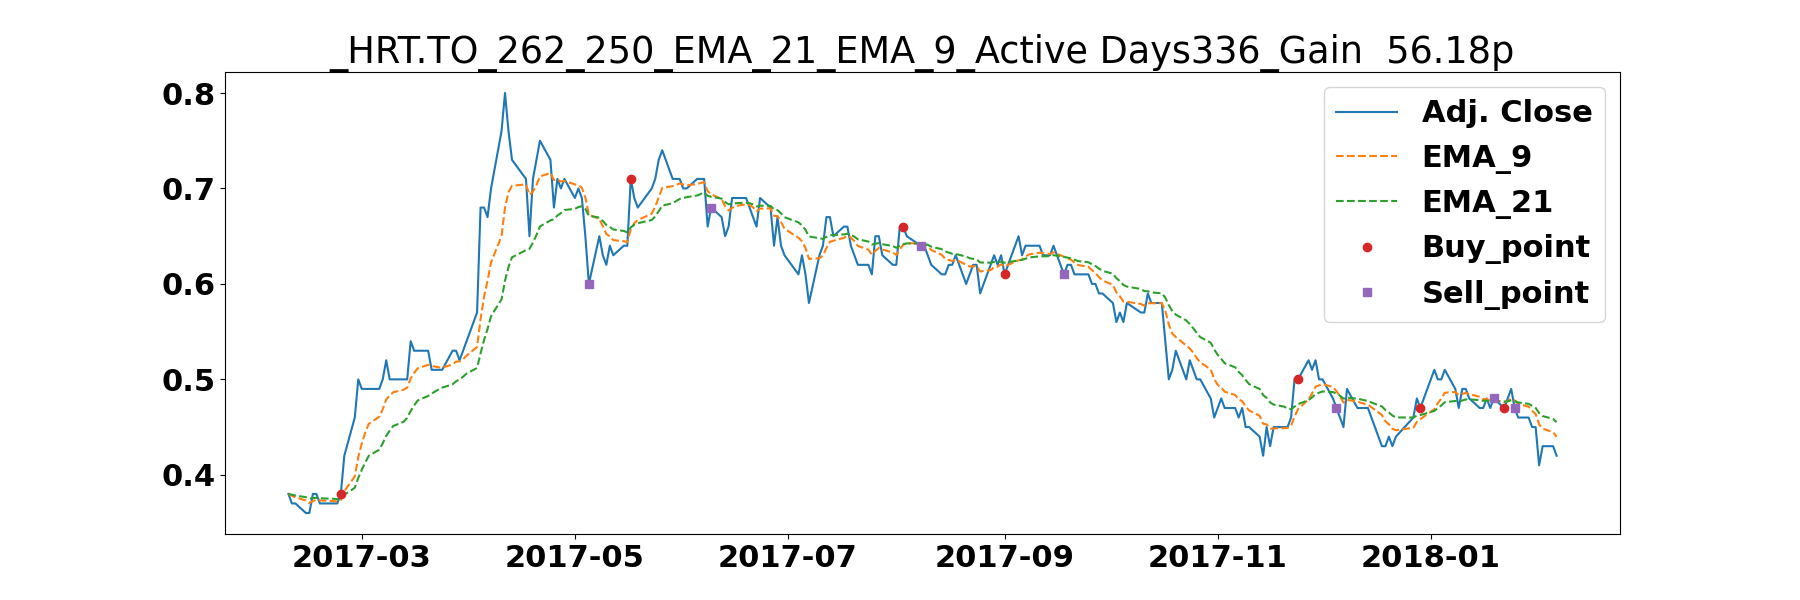 _HRT.TO_262_250_EMA_21_EMA_9_Active Days336_Gain  56.18p
0.8
0.7
0.6
0.5
0.4
Adj. Close
EMA_9
EMA_21
Buy_point
Sell_point
2017-03 2017-05 2017-07 2017-09 2017-11 2018-01